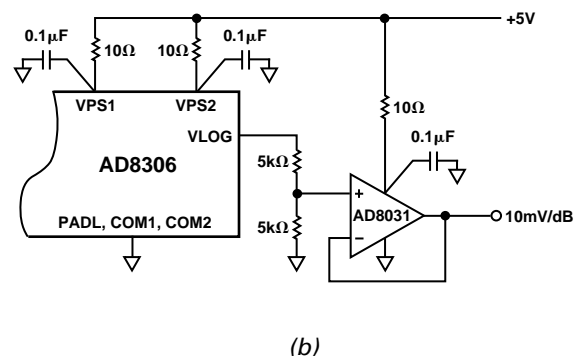 +5V
0.1μF
10Ω
10Ω
0.1μF
10Ω
VPS1
VPS2
0.1μF
VLOG
AD8306
5kΩ
+
AD8031
10mV/dB
PADL, COM1, COM2
5kΩ
−
(b)